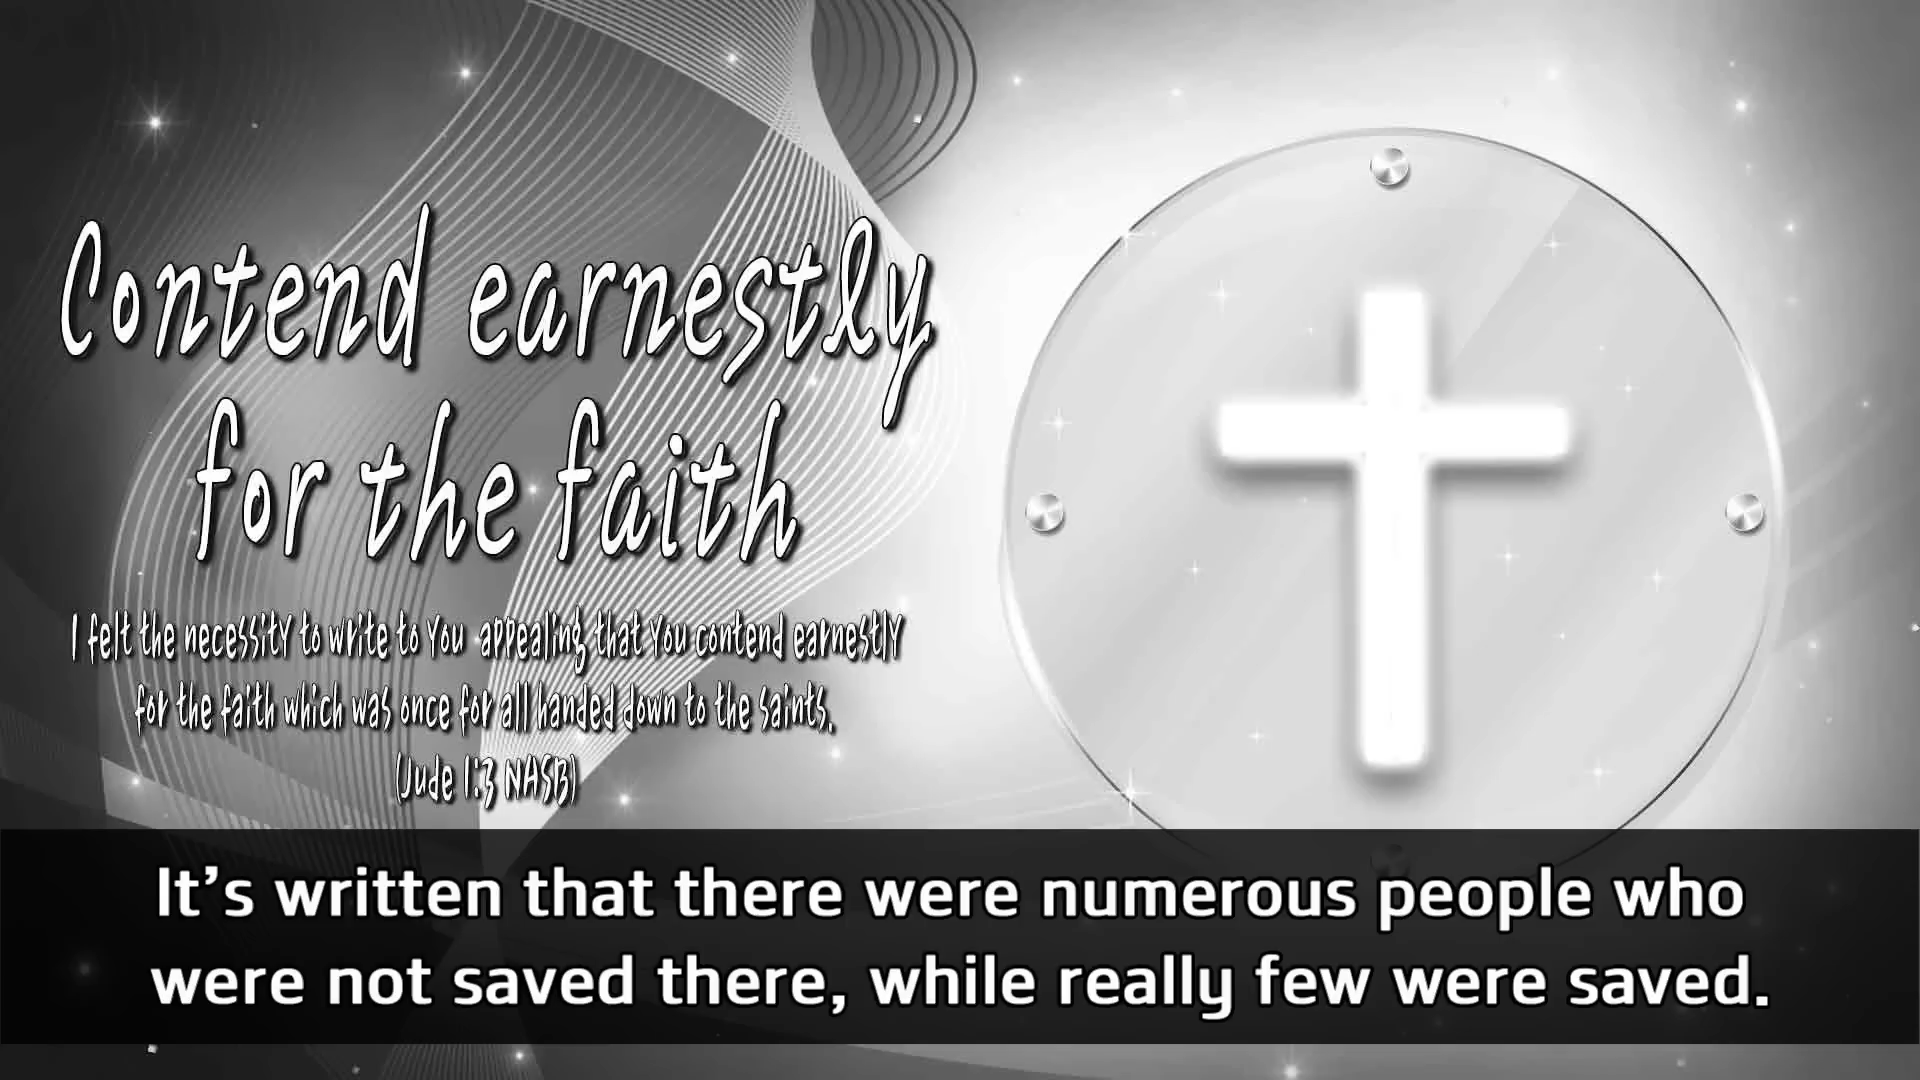 Contend earnestly
for the faith
I felt the necessity to write to you appealing that you contend earnestly
for the faith which was once for all handed down to the saints.
(Jude 1:3 NASB)
It’s written that there were numerous people who
were not saved there, while really few were saved.